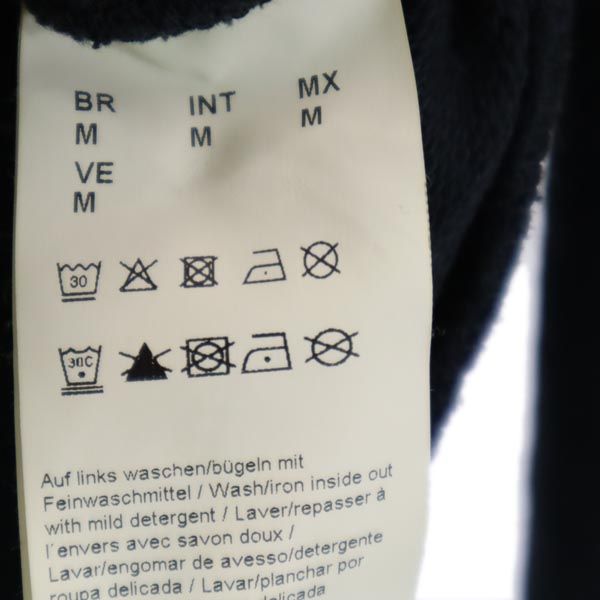 BR INT MX
M M M
VE
M
30
30C
Auf links waschen/bügeln mit
Feinwaschmittel / Wash/iron inside out
with mild detergent / Laver/repasser à
l´envers avec savon doux /
Lavar/engomar de avesso/detergente
roupa delicada / Lavar/planchar por
delicada